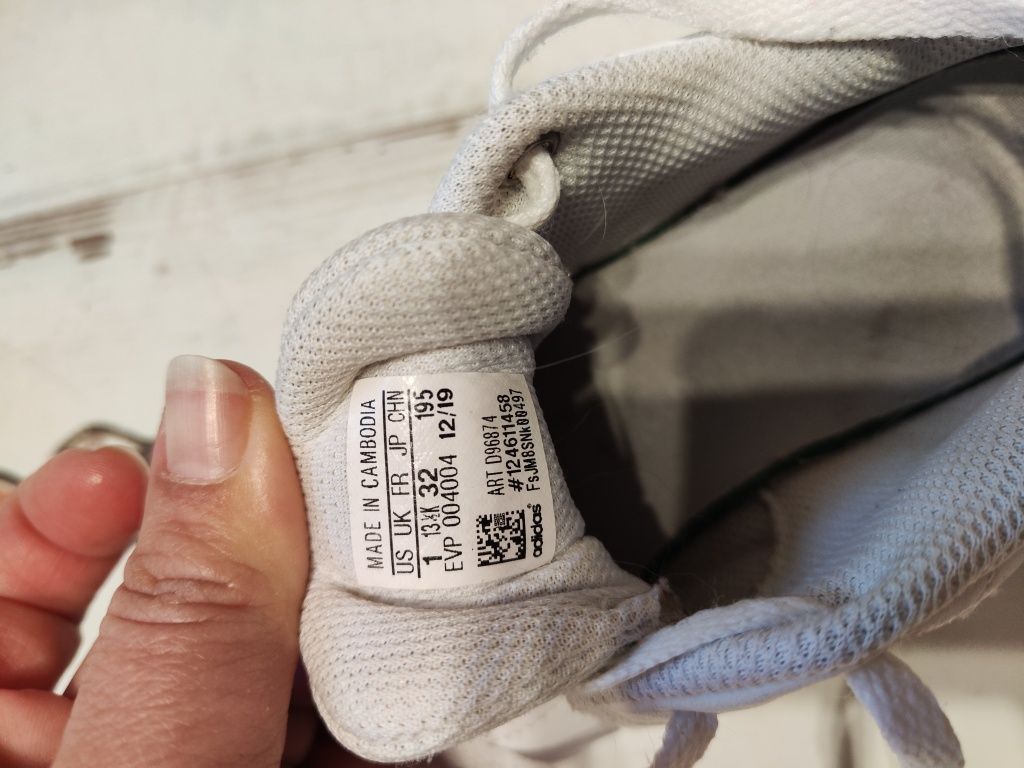 MADE IN CAMBODIA
US UK FR JP CHN
1 13½K 32 195
EVP 004004 12/19
ART D96874
#124611458
FsJM8SNk00497
adidas